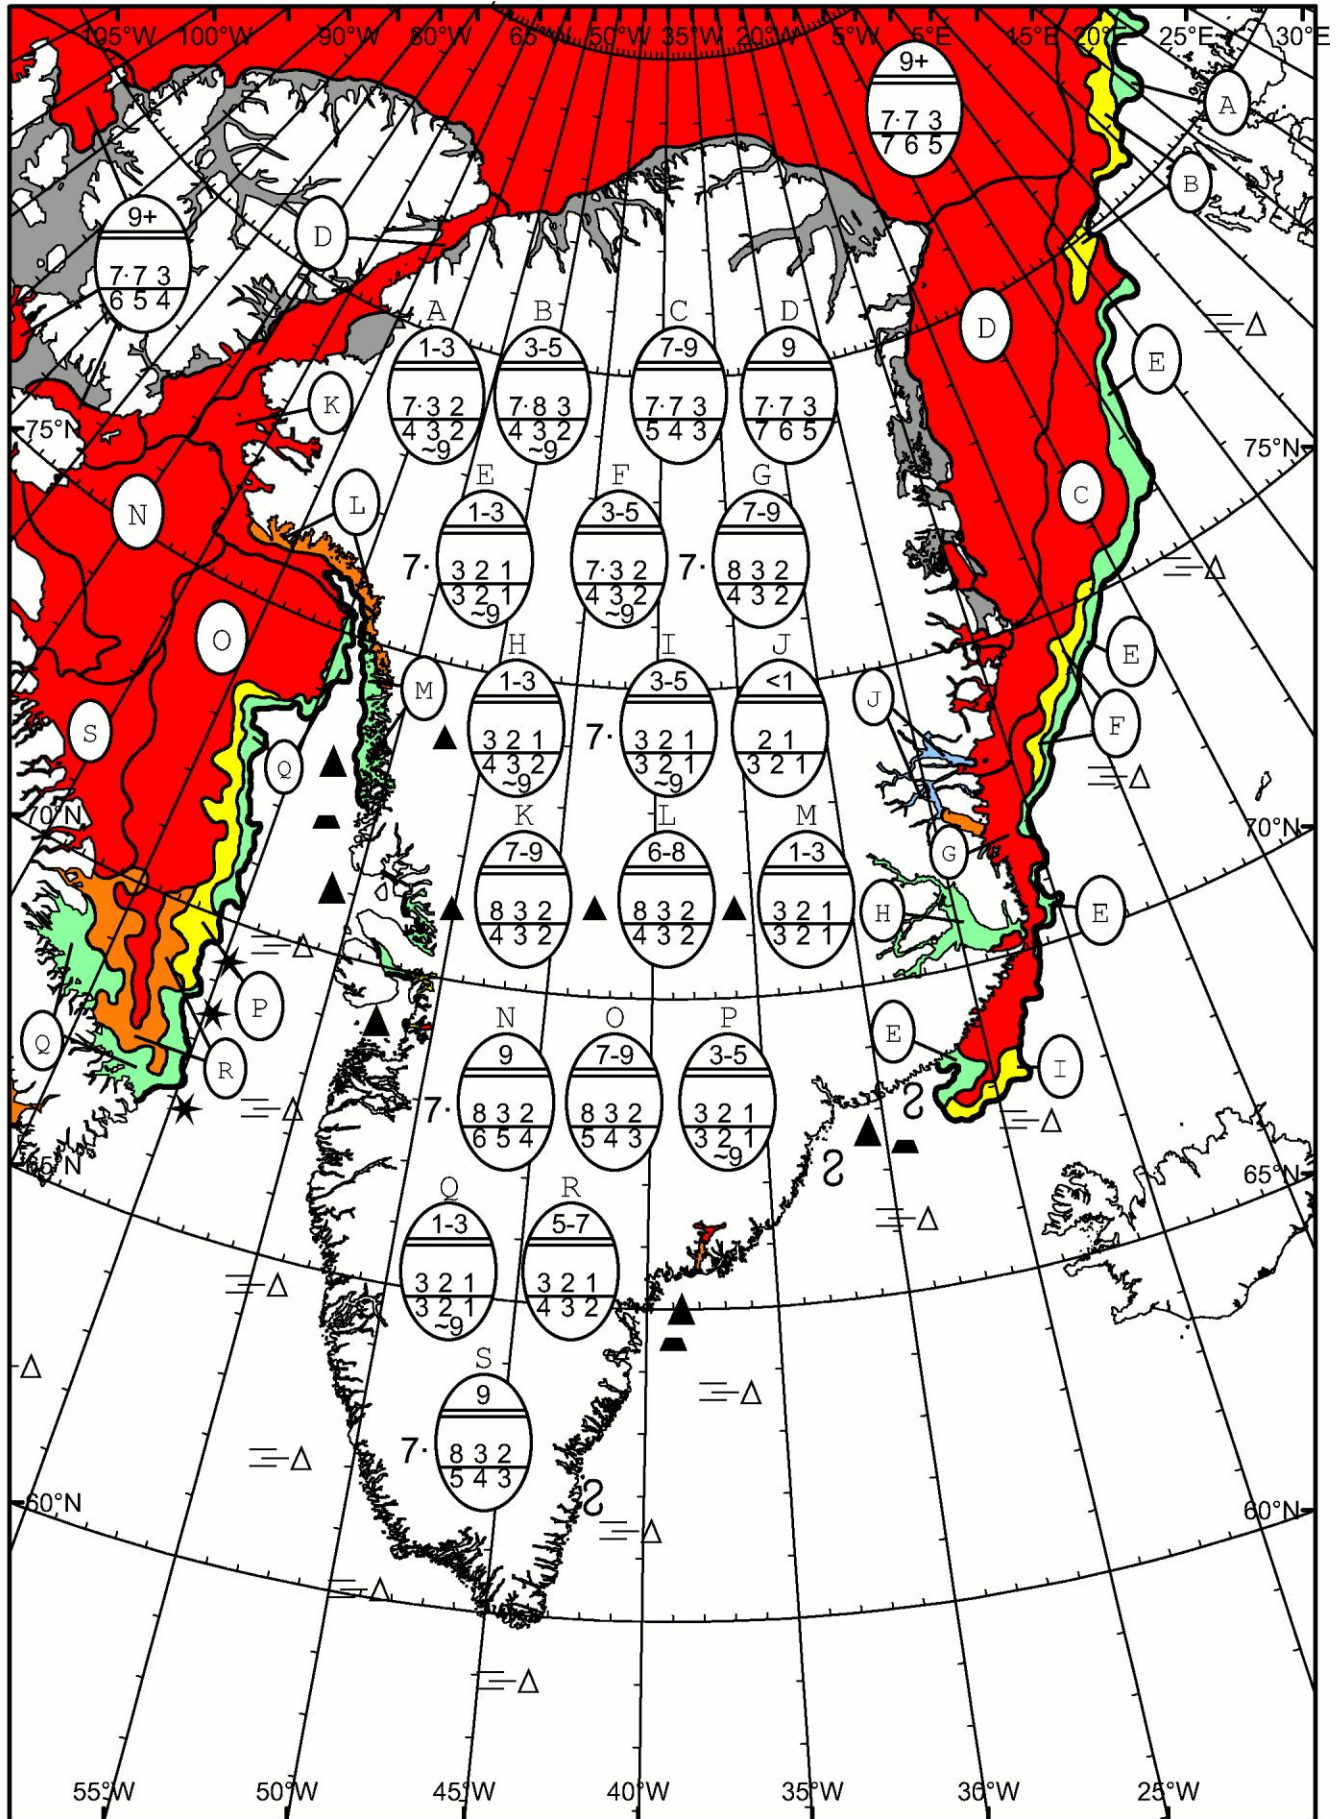 105°W 100°W 90°W 80°W 65°W 50°W 35°W 20°W 5°W 5°E 15°E 20°E 25°E 30°E
9+
7·7 3
7 6 5
A
B
9+
7·7 3
6 5 4
D
E
D
K
75°N
75°N
N
L
C
A B C D
1-3 3-5 7-9 9
7·3 2 7·8 3 7·7 3 7·7 3
4 3 2 4 3 2 5 4 3 7 6 5
~9 ~9
E F G
1-3 3-5 7-9
7· 3 2 1 7·3 2 7· 8 3 2
3 2 1 4 3 2 4 3 2
~9 ~9
O
M
E
F
S
Q
J
H I J
1-3 3-5 <1
3 2 1 7· 3 2 1 2 1
4 3 2 3 2 1 3 2 1
~9 ~9
70°N
70°N
G
H
E
K L M
7-9 6-8 1-3
8 3 2 8 3 2 3 2 1
4 3 2 4 3 2 3 2 1
P
Q
R
E
I
N O P
9 7-9 3-5
7· 8 3 2 8 3 2 3 2 1
6 5 4 5 4 3 3 2 1
~9
65°N
65°N
Q R
1-3 5-7
3 2 1 3 2 1
3 2 1 4 3 2
~9
S
9
7· 8 3 2
5 4 3
60°N
60°N
55°W 50°W 45°W 40°W 35°W 30°W 25°W